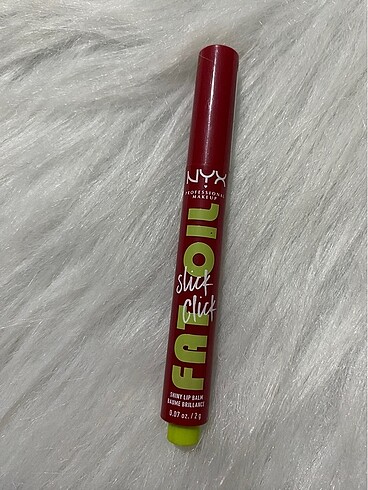 NYX
PROFESSIONAL
MAKEUP
FAT OIL
Slick
Click
SHINY LIP BALM
BAUME BRILLANCE
0.07 oz. / 2 g